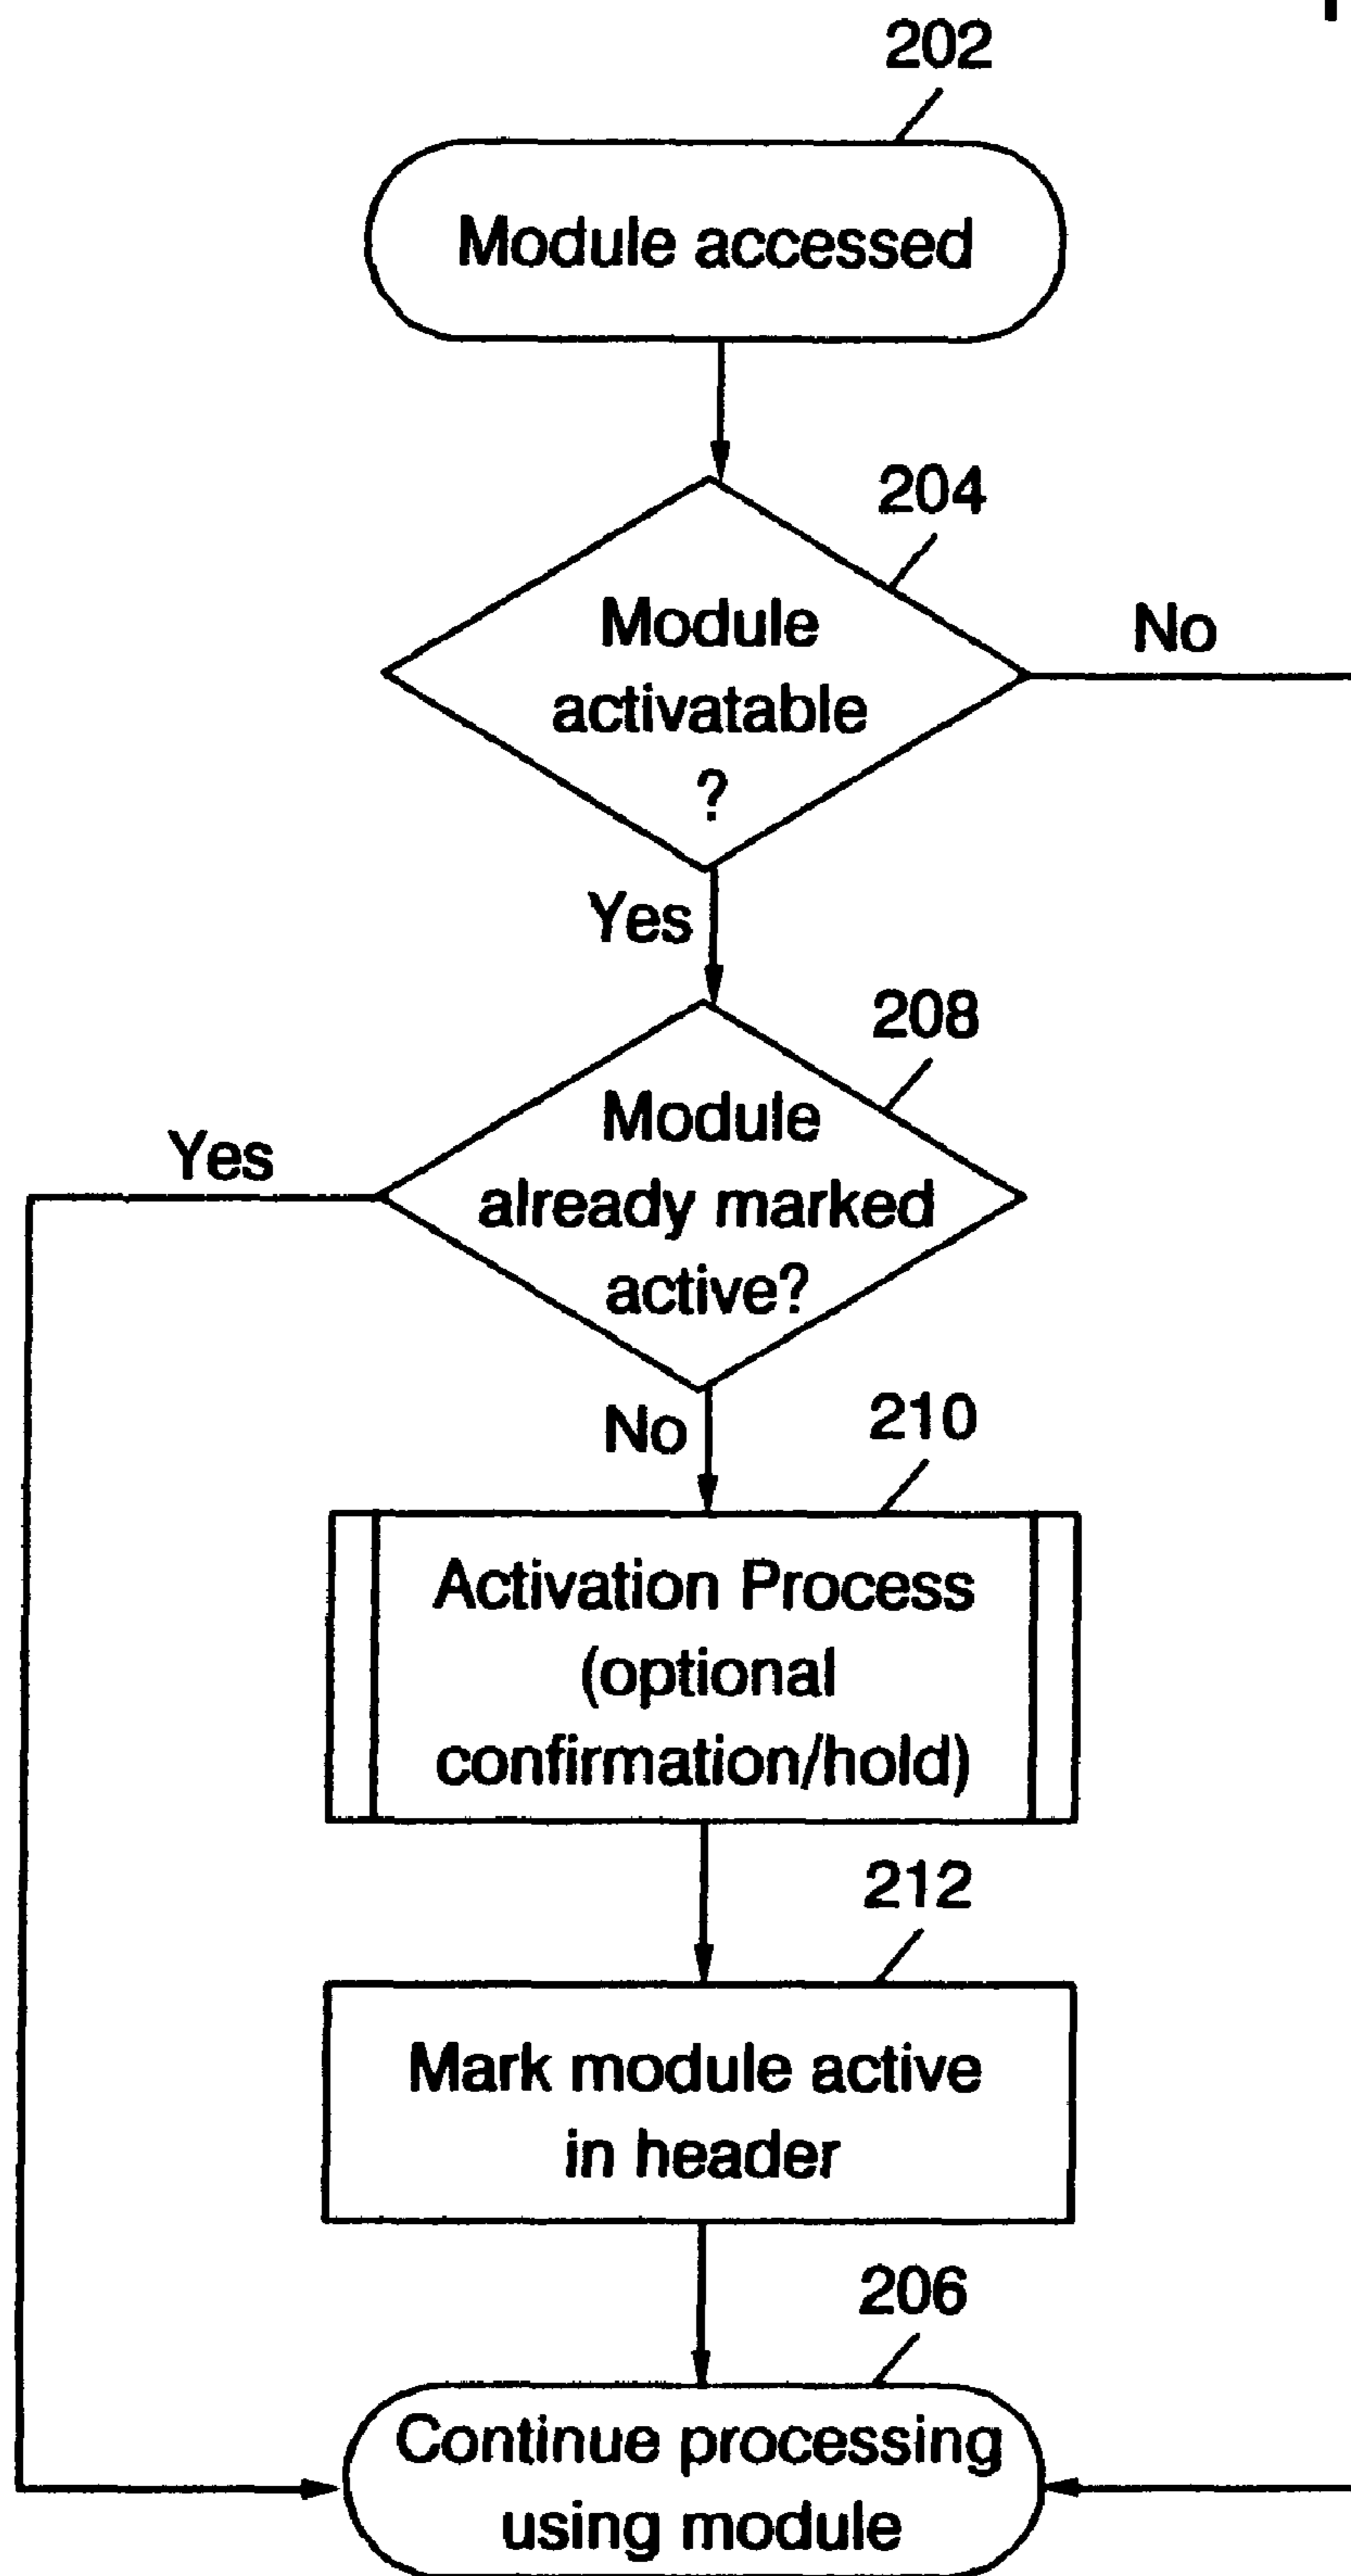 202
Module accessed
204
Module
activatable
?
No
Yes
208
Module
already marked
active?
Yes
No
210
Activation Process
(optional
confirmation/hold)
212
Mark module active
in header
206
Continue processing
using module